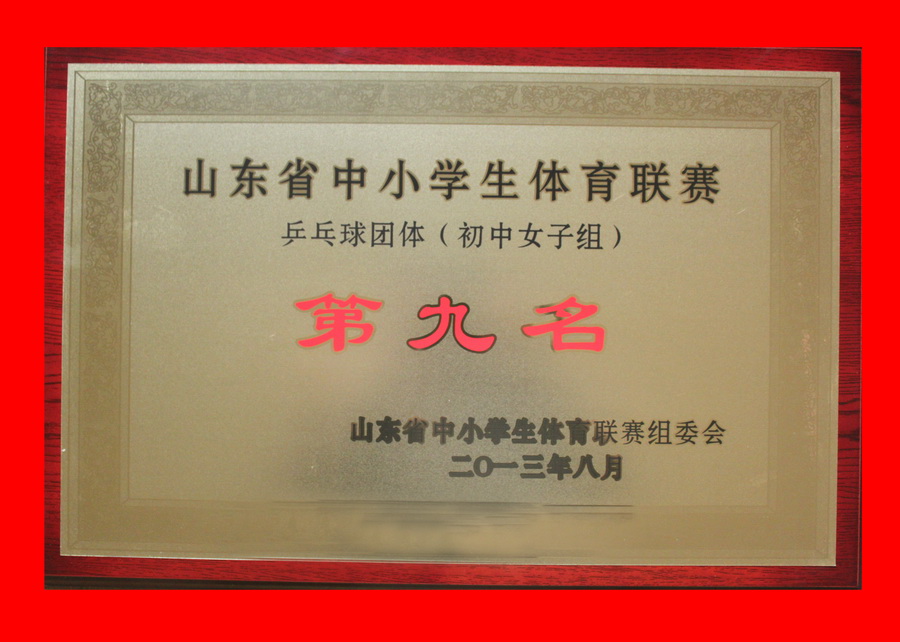 山东省中小学生体育联赛
乒乓球团体（初中女子组）
第九名
山东省中小学生体育联赛组委会
二〇一三年八月